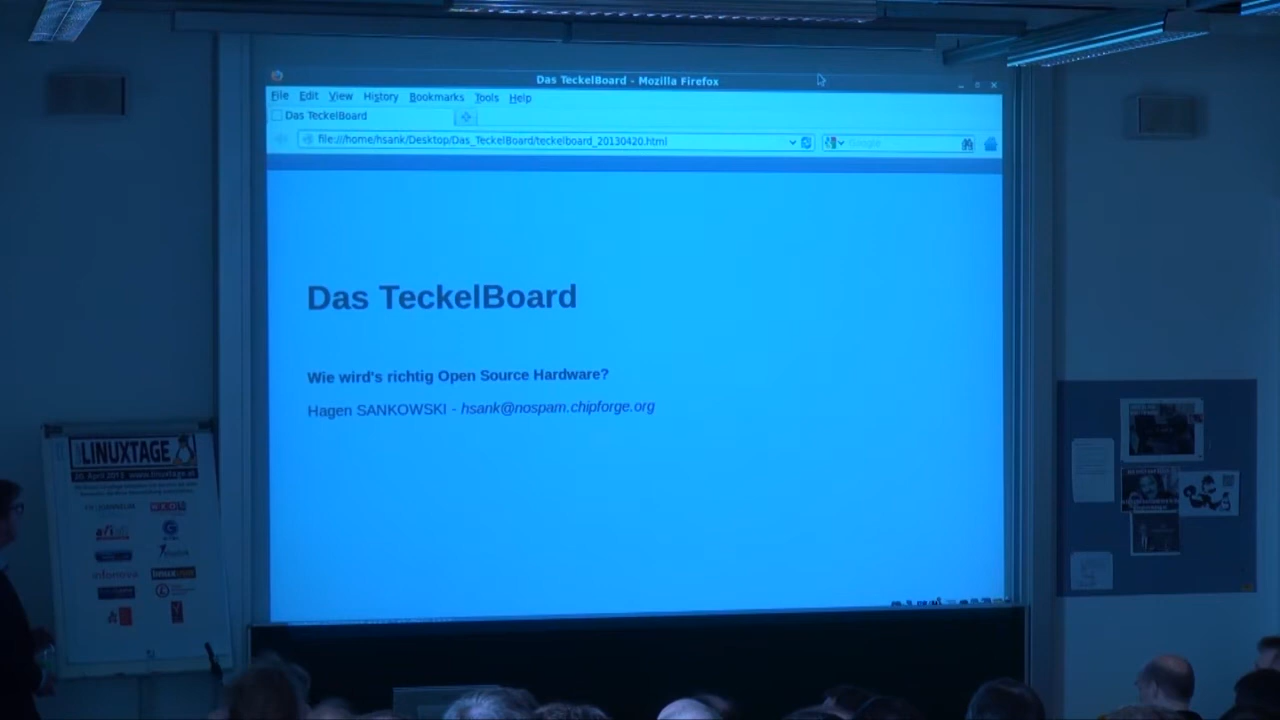 Das TeckelBoard - Mozilla Firefox
File Edit View History Bookmarks Tools Help
Das TeckelBoard
file:///home/hsank/Desktop/Das_TeckelBoard/teckelboard_20130420.html
Google
Das TeckelBoard
Wie wird's richtig Open Source Hardware?
Hagen SANKOWSKI - hsank@nospam.chipforge.org
LINUXTAGE